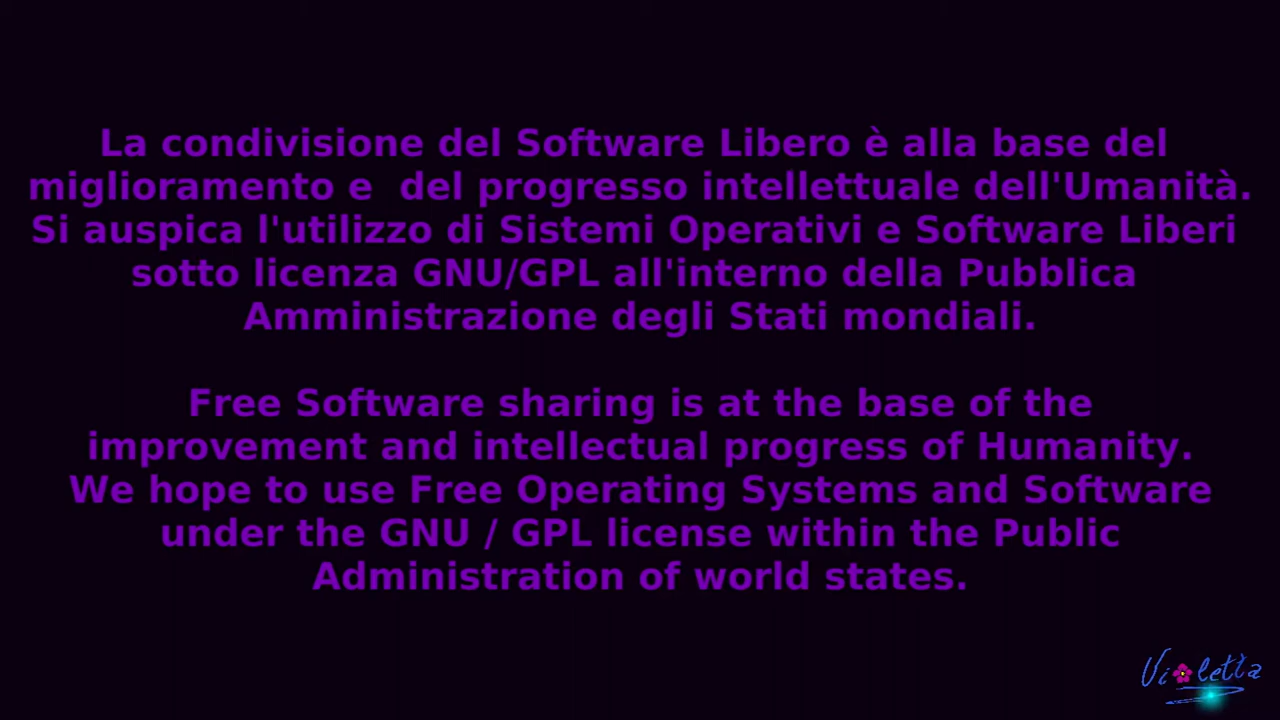 La condivisione del Software Libero è alla base del
miglioramento e  del progresso intellettuale dell'Umanità.
Si auspica l'utilizzo di Sistemi Operativi e Software Liberi
sotto licenza GNU/GPL all'interno della Pubblica
Amministrazione degli Stati mondiali.
Free Software sharing is at the base of the
improvement and intellectual progress of Humanity.
We hope to use Free Operating Systems and Software
under the GNU / GPL license within the Public
Administration of world states.
Violetta